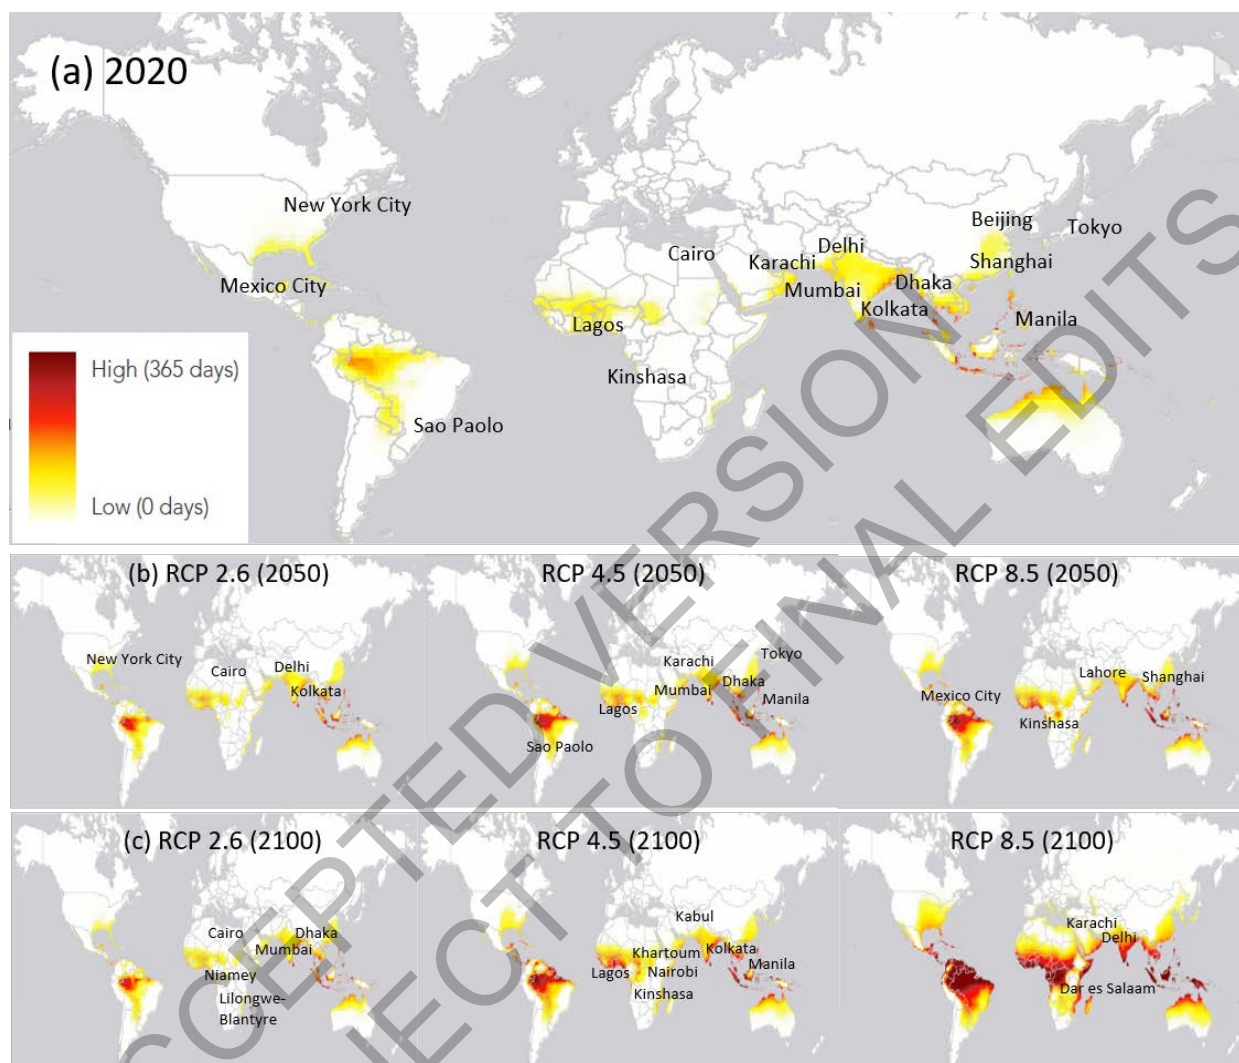 (a) 2020
New York City
Mexico City
Sao Paolo
Lagos
Kinshasa
Cairo
Karachi
Delhi
Mumbai
Dhaka
Kolkata
Beijing
Tokyo
Shanghai
Manila
High (365 days)
Low (0 days)
(b) RCP 2.6 (2050)
New York City
Cairo
Delhi
Kolkata
RCP 4.5 (2050)
Karachi
Tokyo
Mumbai
Dhaka
Lagos
Manila
Sao Paolo
RCP 8.5 (2050)
Lahore
Shanghai
Mexico City
Kinshasa
(c) RCP 2.6 (2100)
Cairo
Dhaka
Mumbai
Niamey
Lilongwe-
Blantyre
RCP 4.5 (2100)
Kabul
Khartoum
Kolkata
Lagos
Nairobi
Manila
Kinshasa
RCP 8.5 (2100)
Karachi
Delhi
Dar es Salaam
CCEPTED VERSION
JECT TO FINAL EDITS